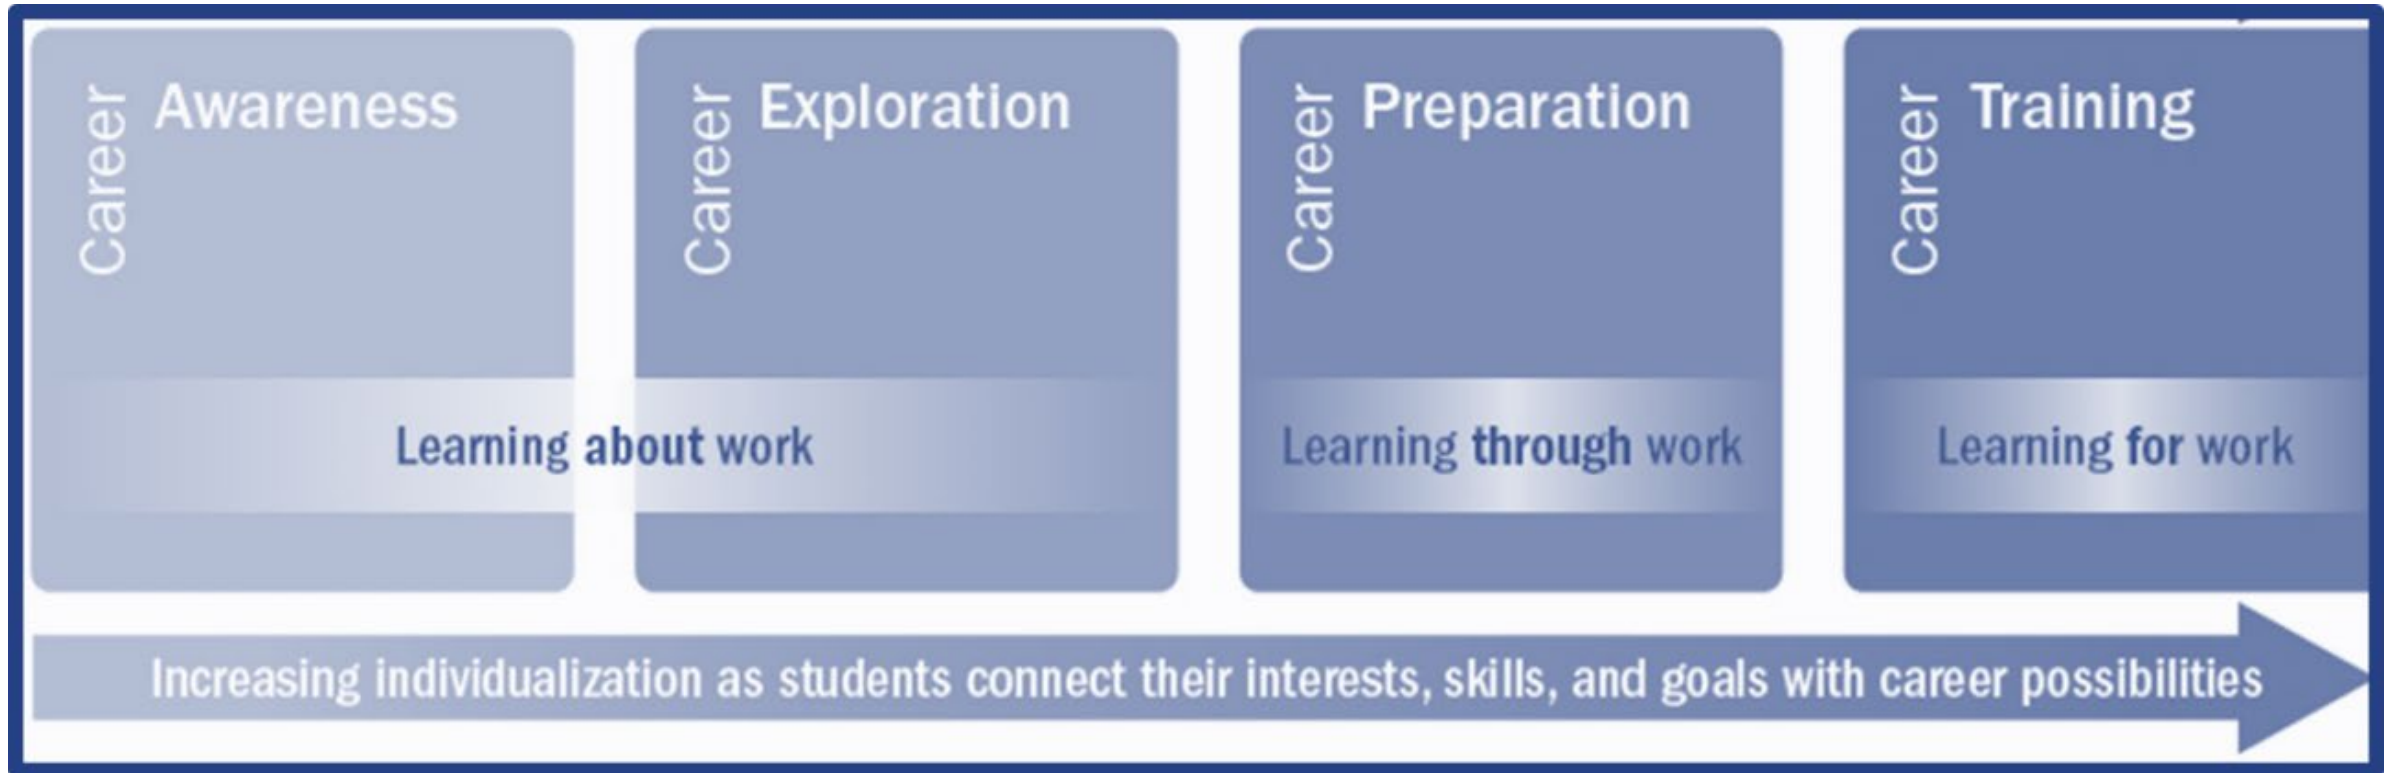 Career Awareness
Career Exploration
Career Preparation
Career Training
Learning about work
Learning through work
Learning for work
Increasing individualization as students connect their interests, skills, and goals with career possibilities